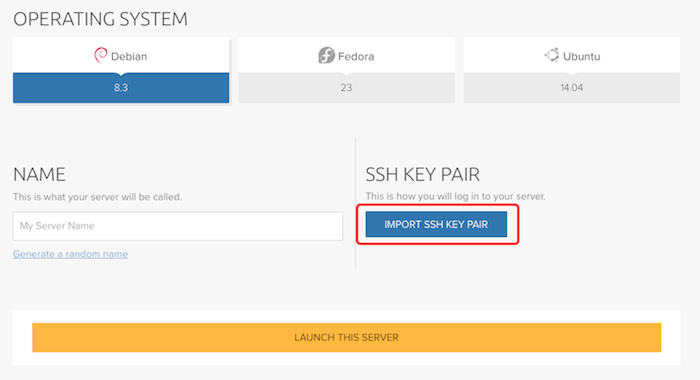 OPERATING SYSTEM
Debian
8.3
Fedora
23
Ubuntu
14.04
NAME
This is what your server will be called.
My Server Name
Generate a random name
SSH KEY PAIR
This is how you will log in to your server.
IMPORT SSH KEY PAIR
LAUNCH THIS SERVER